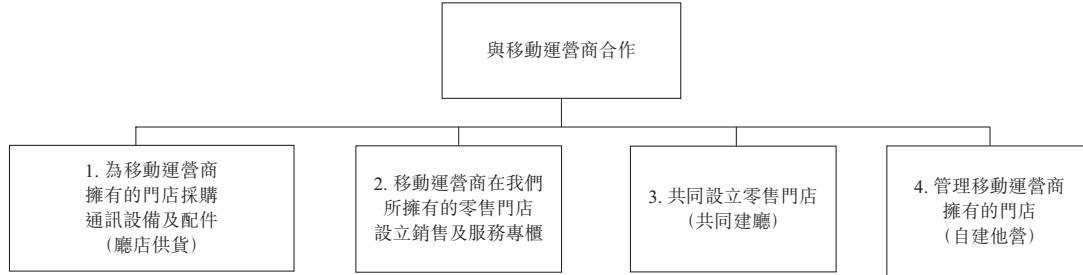 與移動運營商合作
1. 為移動運營商
擁有的門店採購
通訊設備及配件
(廳店供貨)
2. 移動運營商在我們
所擁有的零售門店
設立銷售及服務專櫃
3. 共同設立零售門店
(共同建廳)
4. 管理移動運營商
擁有的門店
(自建他營)